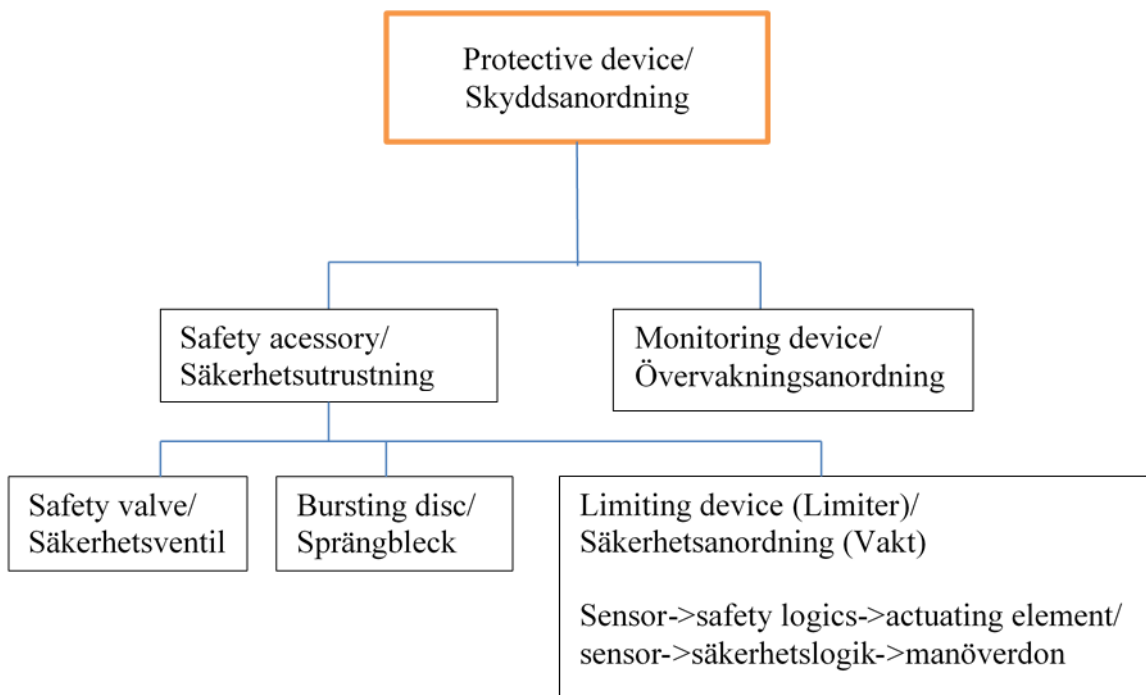 Protective device/
Skyddsanordning
Safety acessory/
Säkerhetsutrustning
Monitoring device/
Övervakningsanordning
Safety valve/
Säkerhetsventil
Bursting disc/
Sprängbleck
Limiting device (Limiter)/
Säkerhetsanordning (Vakt)
Sensor->safety logics->actuating element/
sensor->säkerhetslogik->manöverdon